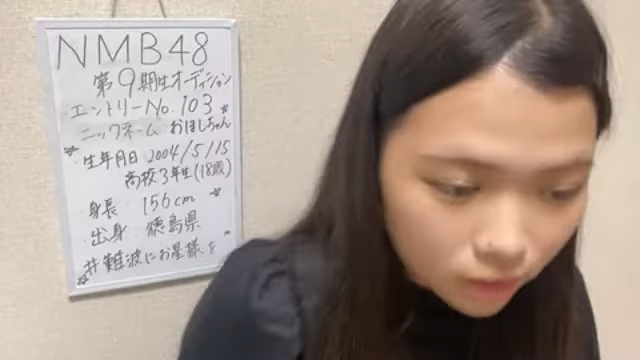 NMB48
第9期生オーディション
エントリーNo.103
ニックネーム おほしちゃん
・生年月日 2004/5/15
高校3年生(18歳)
・身長 156cm
・出身 徳島県
#難波にお星様を